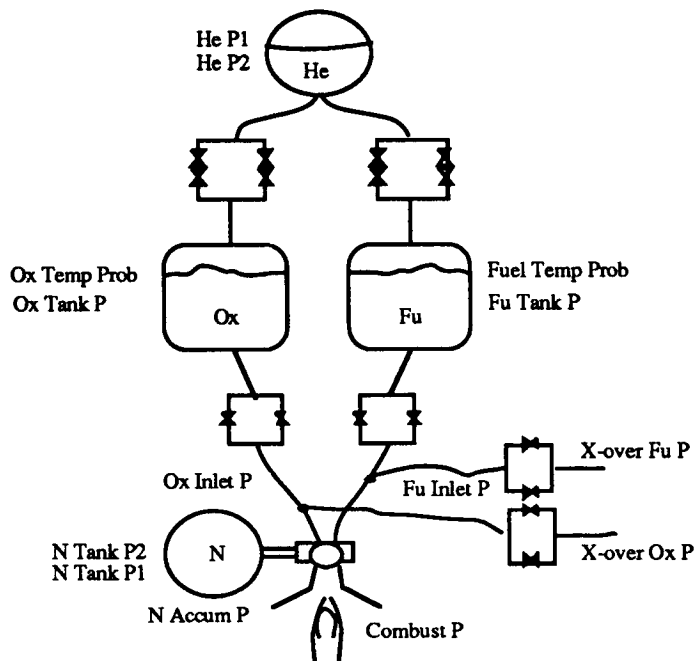 He P1
He P2
He
Ox Temp Prob
Ox Tank P
Ox
Fuel Temp Prob
Fu Tank P
Fu
Ox Inlet P
Fu Inlet P
X-over Fu P
X-over Ox P
N Tank P2
N Tank P1
N
N Accum P
Combust P